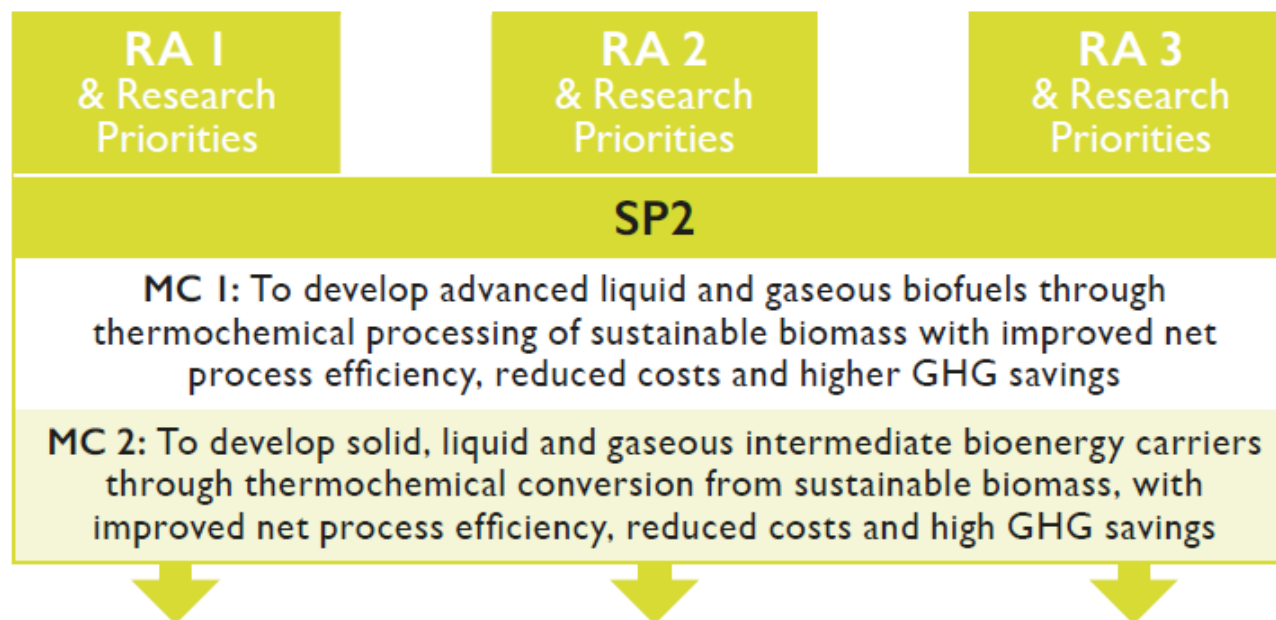 RA 1
& Research
Priorities
RA 2
& Research
Priorities
RA 3
& Research
Priorities
SP2
MC 1: To develop advanced liquid and gaseous biofuels through
thermochemical processing of sustainable biomass with improved net
process efficiency, reduced costs and higher GHG savings
MC 2: To develop solid, liquid and gaseous intermediate bioenergy carriers
through thermochemical conversion from sustainable biomass, with
improved net process efficiency, reduced costs and high GHG savings